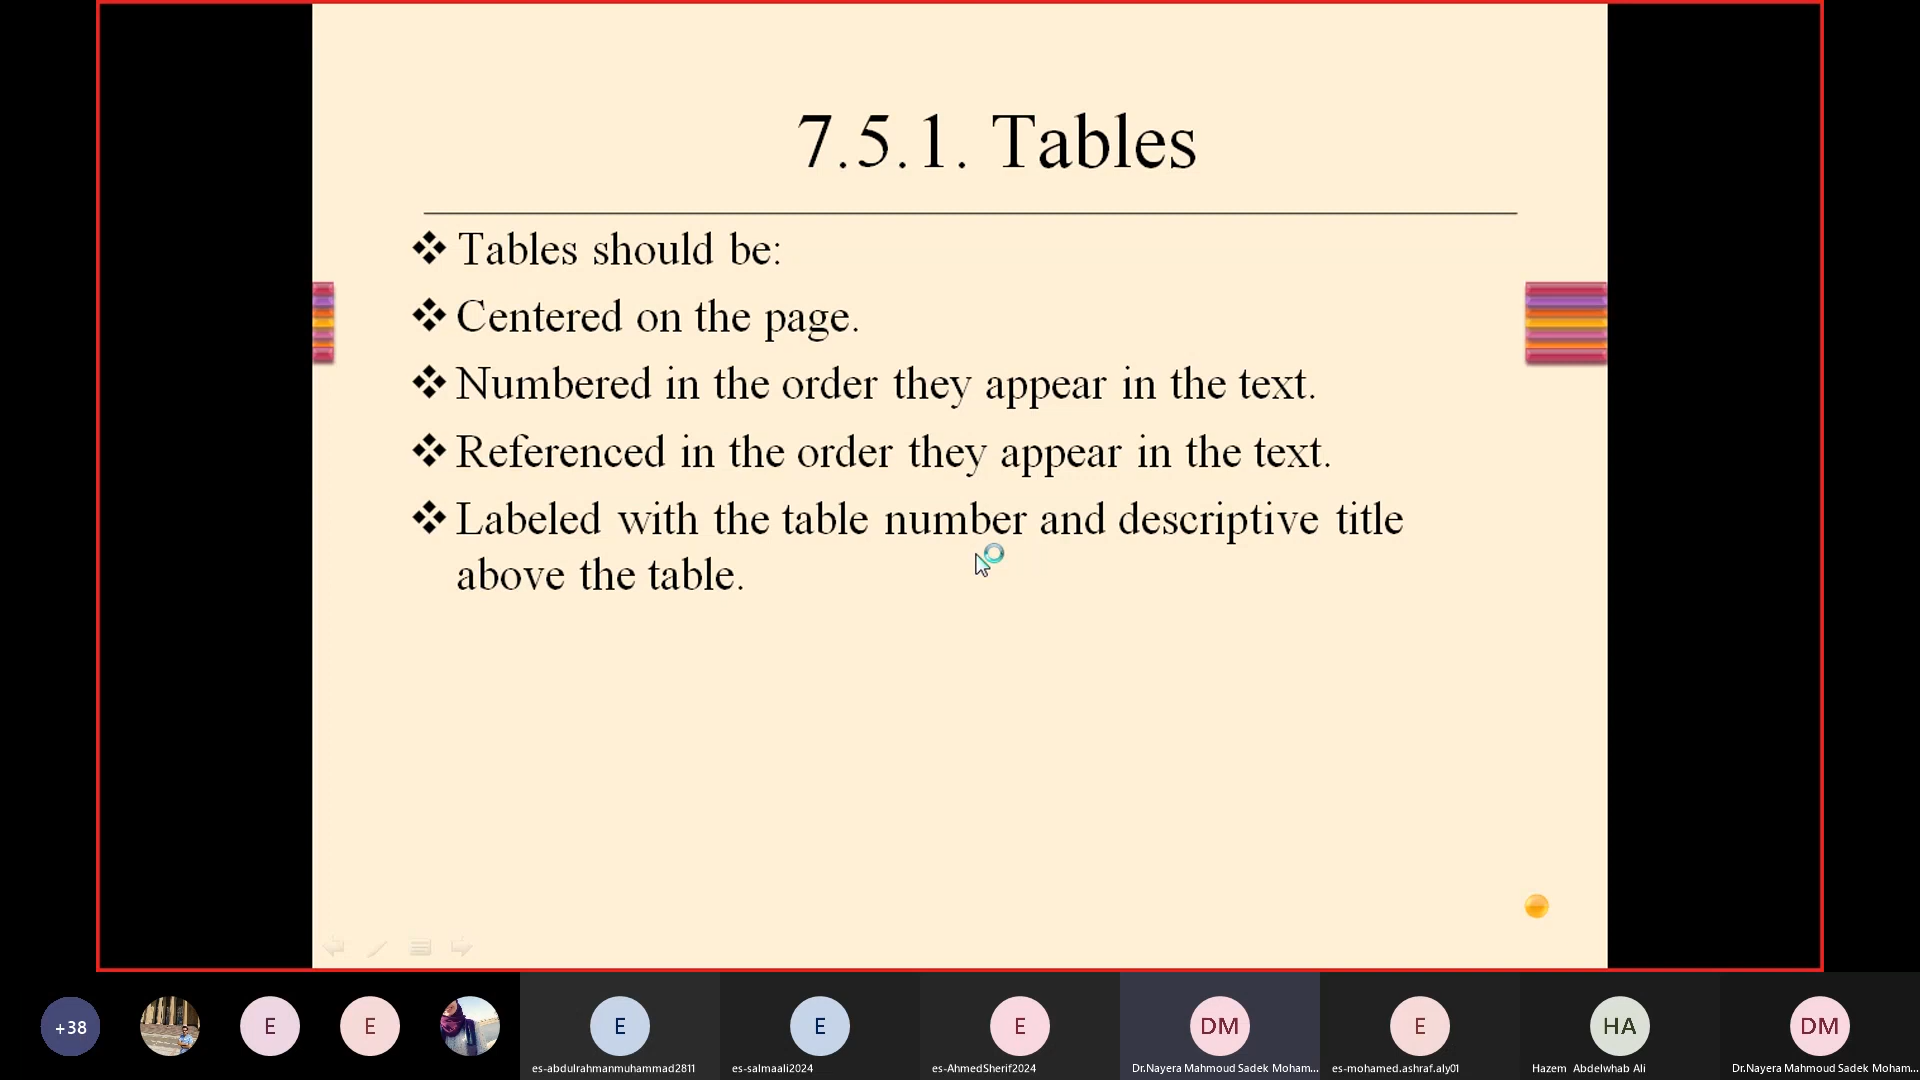 7.5.1. Tables
❖ Tables should be:
❖ Centered on the page.
❖ Numbered in the order they appear in the text.
❖ Referenced in the order they appear in the text.
❖ Labeled with the table number and descriptive title
above the table.
+38
E
E
E
E
E
DM
E
HA
DM
es-abdulrahmanmuhammad2811
es-salmaali2024
es-AhmedSherif2024
Dr.Nayera Mahmoud Sadek Moham...
es-mohamed.ashraf.aly01
Hazem Abdelwhab Ali
Dr.Nayera Mahmoud Sadek Moham...